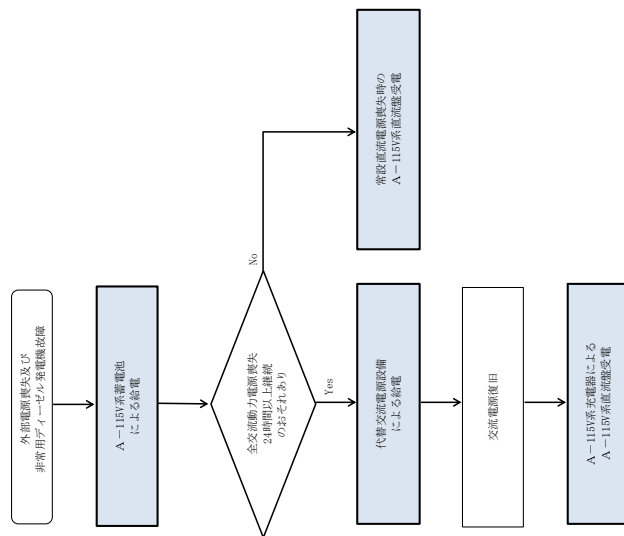 外部電源喪失及び
非常用ディーゼル発電機故障
A－115V系蓄電池
による給電
全交流動力電源喪失
24時間以上継続
のおそれあり
No
Yes
常設直流電源喪失時の
A－115V系直流盤受電
代替交流電源設備
による給電
交流電源復旧
A－115V系充電器による
A－115V系直流盤受電